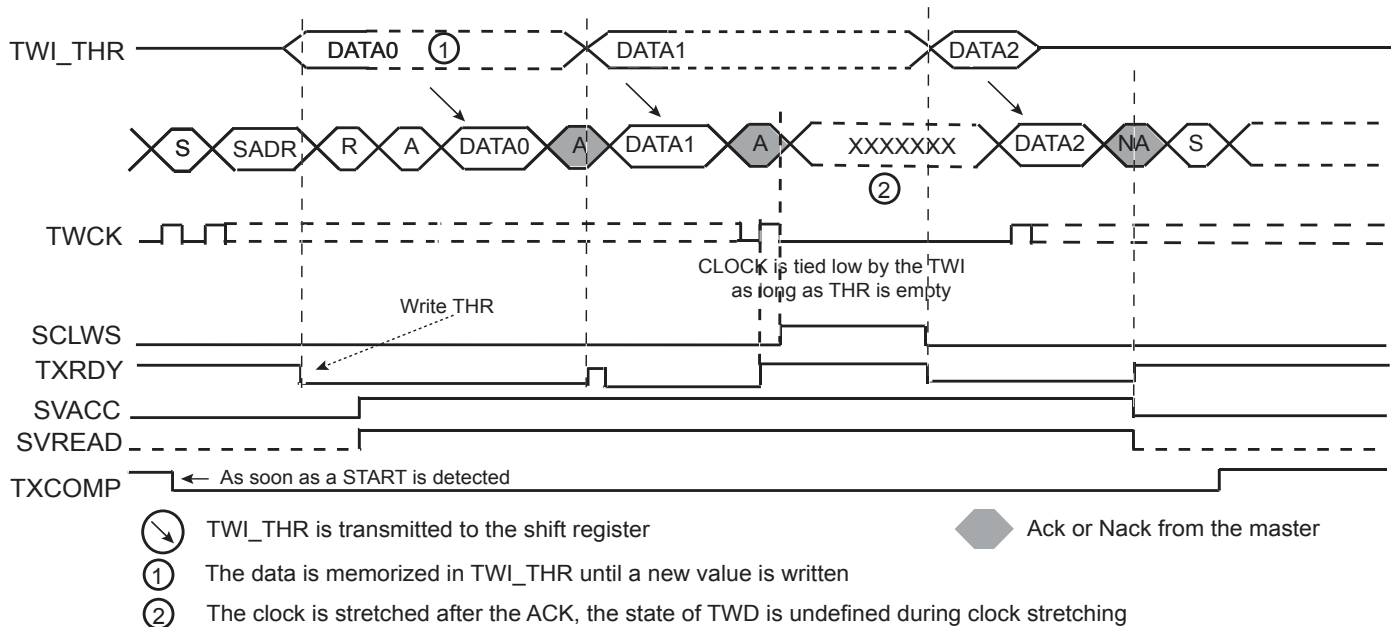 TWI_THR DATA0 1 DATA1 DATA2
S SADR R A DATA0 A DATA1 A XXXXXXX DATA2 NA S
2
TWCK
CLOCK is tied low by the TWI
as long as THR is empty
Write THR
SCLWS
TXRDY
SVACC
SVREAD
TXCOMP As soon as a START is detected
TWI_THR is transmitted to the shift register Ack or Nack from the master
1 The data is memorized in TWI_THR until a new value is written
2 The clock is stretched after the ACK, the state of TWD is undefined during clock stretching